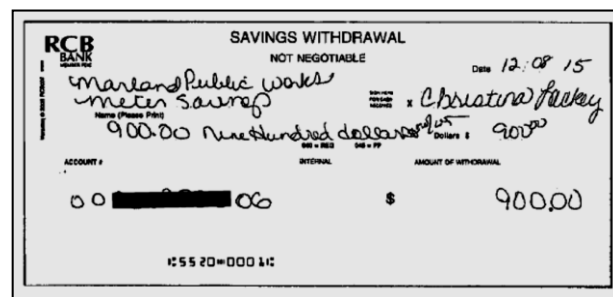 SAVINGS WITHDRAWAL
RCB
BANK
NOT NEGOTIABLE
Date 12 08 15
Marland Public Works
Meter Savings
x Christina Lackey
Name (Please Print)
900.00 Nine Hundred dollars Dollars $ 900.00
ACCOUNT #
INTERNAL
AMOUNT OF WITHDRAWAL
00 06
$ 900.00
⑆5520⑉0001⑆